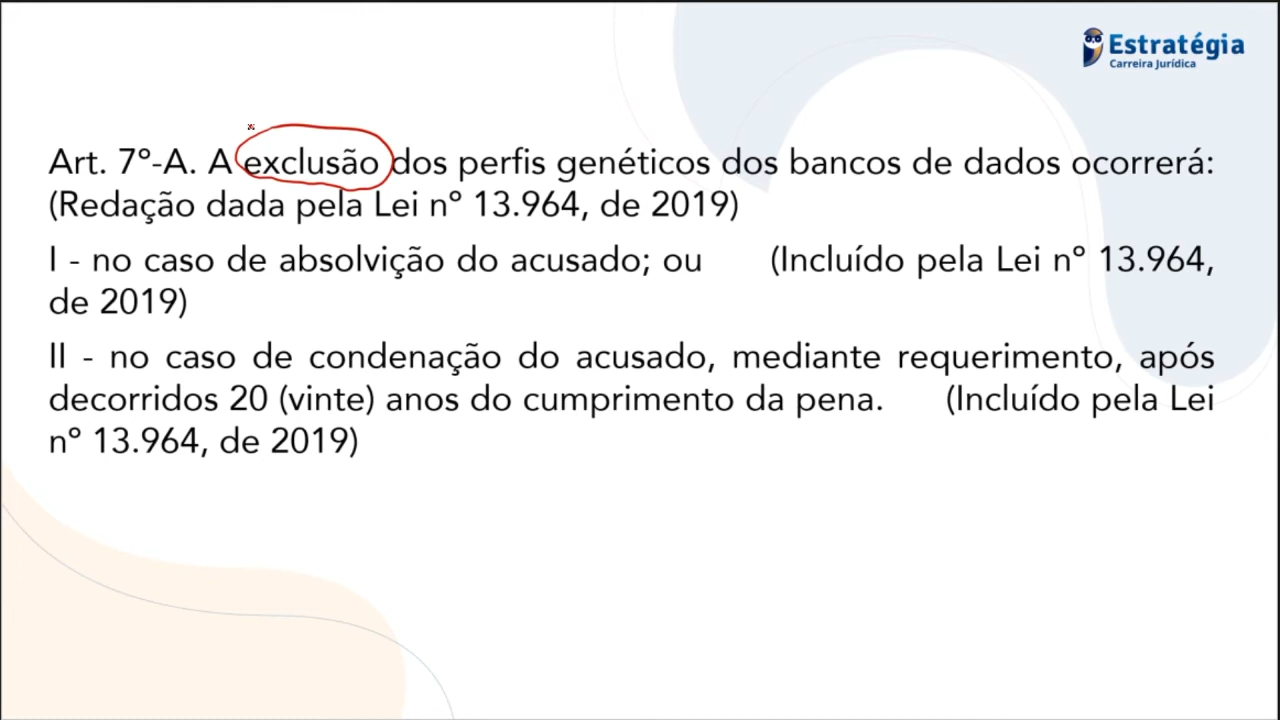 Estratégia
Carreira Jurídica
Art. 7º-A. A exclusão dos perfis genéticos dos bancos de dados ocorrerá:
(Redação dada pela Lei nº 13.964, de 2019)
I - no caso de absolvição do acusado; ou (Incluído pela Lei nº 13.964,
de 2019)
II - no caso de condenação do acusado, mediante requerimento, após
decorridos 20 (vinte) anos do cumprimento da pena. (Incluído pela Lei
nº 13.964, de 2019)